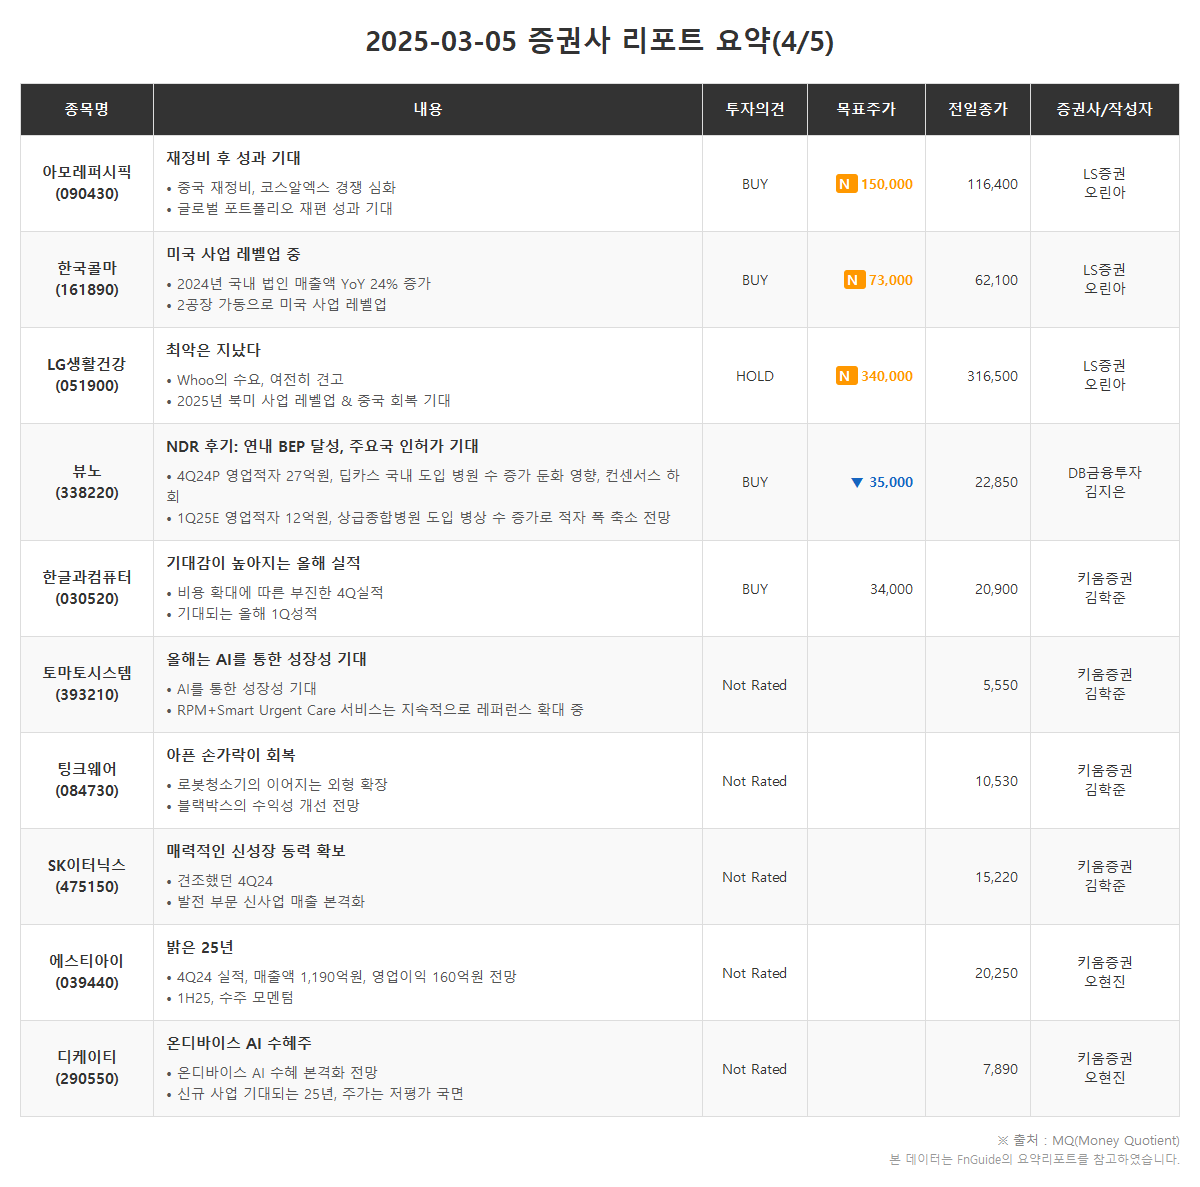 2025-03-05 증권사 리포트 요약(4/5)
종목명 내용 투자의견 목표주가 전일종가 증권사/작성자
아모레퍼시픽
(090430)
재정비 후 성과 기대
• 중국 재정비, 코스알엑스 경쟁 심화
• 글로벌 포트폴리오 재편 성과 기대
BUY
N 150,000
116,400
LS증권
오린아
한국콜마
(161890)
미국 사업 레벨업 중
• 2024년 국내 법인 매출액 YoY 24% 증가
• 2공장 가동으로 미국 사업 레벨업
BUY
N 73,000
62,100
LS증권
오린아
LG생활건강
(051900)
최악은 지났다
• Whoo의 수요, 여전히 견고
• 2025년 북미 사업 레벨업 & 중국 회복 기대
HOLD
N 340,000
316,500
LS증권
오린아
뷰노
(338220)
NDR 후기: 연내 BEP 달성, 주요국 인허가 기대
• 4Q24P 영업적자 27억원, 딥카스 국내 도입 병원 수 증가 둔화 영향, 컨센서스 하
회
• 1Q25E 영업적자 12억원, 상급종합병원 도입 병상 수 증가로 적자 폭 축소 전망
BUY
▼ 35,000
22,850
DB금융투자
김지은
한글과컴퓨터
(030520)
기대감이 높아지는 올해 실적
• 비용 확대에 따른 부진한 4Q실적
• 기대되는 올해 1Q성적
BUY
34,000
20,900
키움증권
김학준
토마토시스템
(393210)
올해는 AI를 통한 성장성 기대
• AI를 통한 성장성 기대
• RPM+Smart Urgent Care 서비스는 지속적으로 레퍼런스 확대 중
Not Rated
5,550
키움증권
김학준
팅크웨어
(084730)
아픈 손가락이 회복
• 로봇청소기의 이어지는 외형 확장
• 블랙박스의 수익성 개선 전망
Not Rated
10,530
키움증권
김학준
SK이터닉스
(475150)
매력적인 신성장 동력 확보
• 견조했던 4Q24
• 발전 부문 신사업 매출 본격화
Not Rated
15,220
키움증권
김학준
에스티아이
(039440)
밝은 25년
• 4Q24 실적, 매출액 1,190억원, 영업이익 160억원 전망
• 1H25, 수주 모멘텀
Not Rated
20,250
키움증권
오현진
디케이티
(290550)
온디바이스 AI 수혜주
• 온디바이스 AI 수혜 본격화 전망
• 신규 사업 기대되는 25년, 주가는 저평가 국면
Not Rated
7,890
키움증권
오현진
※ 출처 : MQ(Money Quotient)
본 데이터는 FnGuide의 요약리포트를 참고하였습니다.